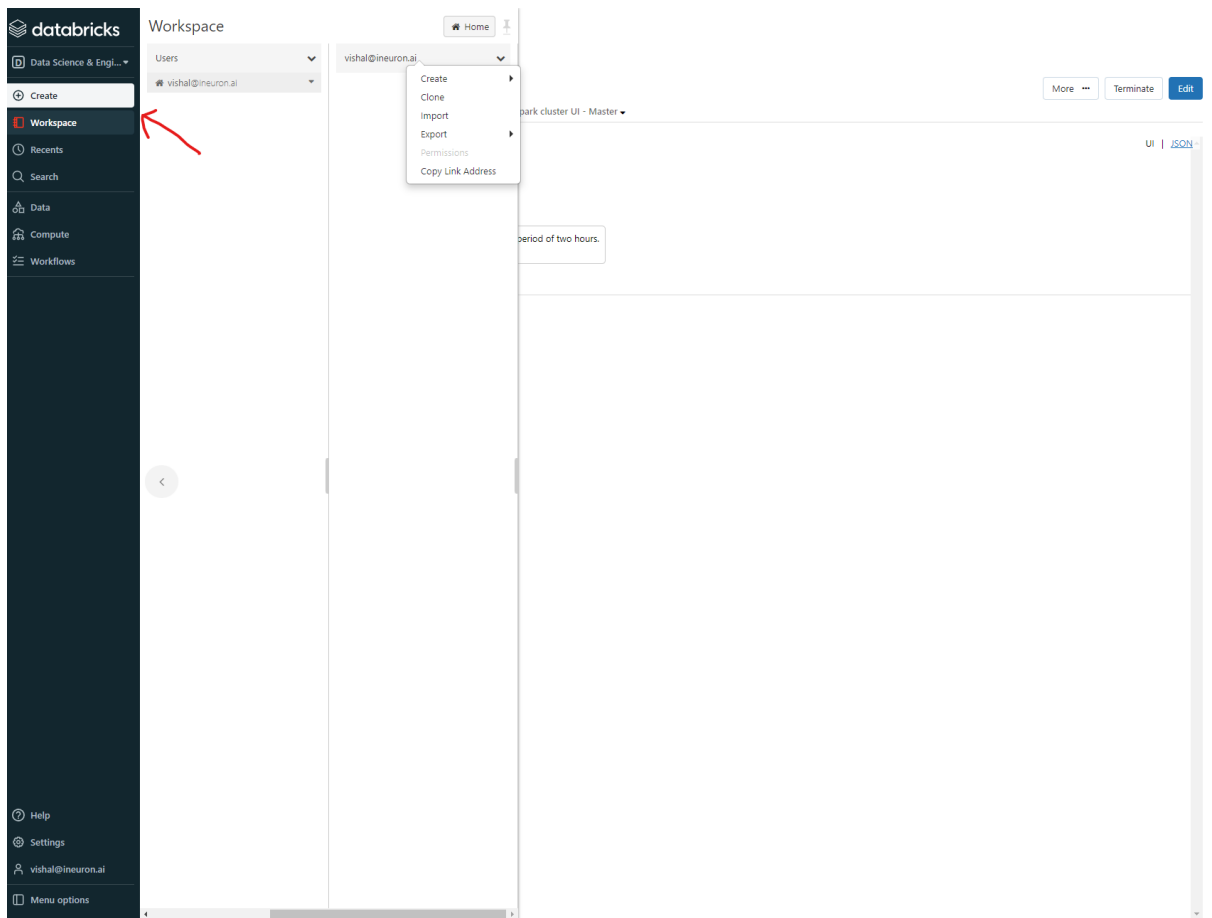 databricks
D Data Science & Engi...
Create
Workspace
Recents
Search
Data
Compute
Workflows
Help
Settings
vishal@ineuron.ai
Menu options
Workspace
Home
Users
vishal@ineuron.ai
vishal@ineuron.ai
Create
Clone
Import
Export
Permissions
Copy Link Address
More ...
Terminate
Edit
park cluster UI - Master
UI | JSON
period of two hours.